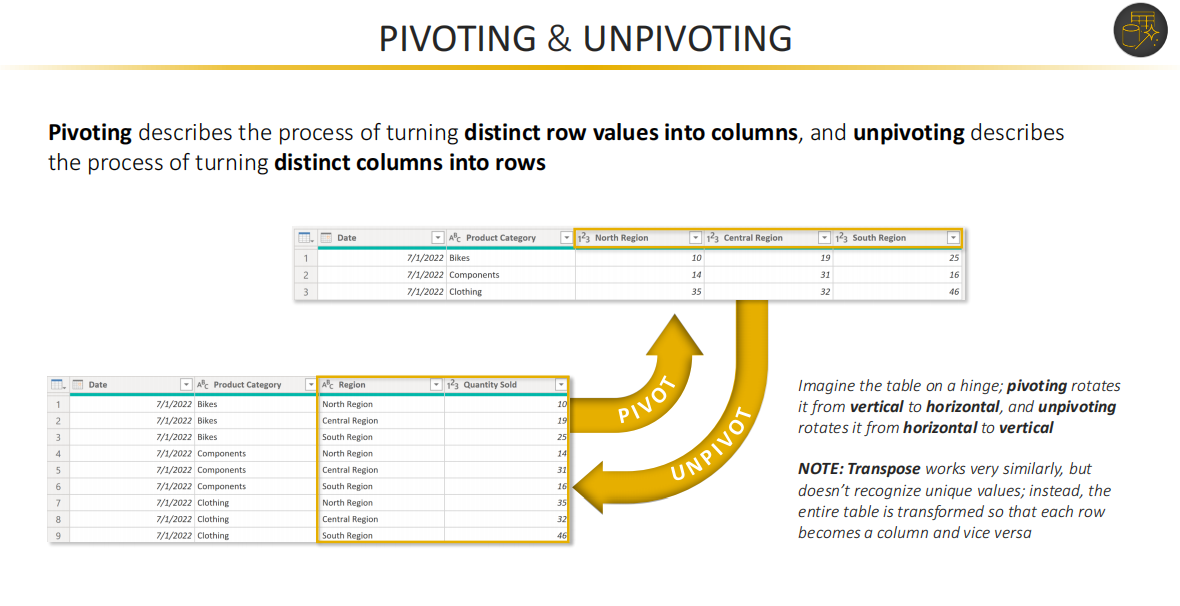 PIVOTING & UNPIVOTING
Pivoting describes the process of turning distinct row values into columns, and unpivoting describes
the process of turning distinct columns into rows
Date ABC Product Category 123 North Region 123 Central Region 123 South Region
1 7/1/2022 Bikes 10 19 25
2 7/1/2022 Components 14 31 16
3 7/1/2022 Clothing 35 32 46
Date ABC Product Category ABC Region 123 Quantity Sold
1 7/1/2022 Bikes North Region 10
2 7/1/2022 Bikes Central Region 19
3 7/1/2022 Bikes South Region 25
4 7/1/2022 Components North Region 14
5 7/1/2022 Components Central Region 31
6 7/1/2022 Components South Region 16
7 7/1/2022 Clothing North Region 35
8 7/1/2022 Clothing Central Region 32
9 7/1/2022 Clothing South Region 46
PIVOT
UNPIVOT
Imagine the table on a hinge; pivoting rotates
it from vertical to horizontal, and unpivoting
rotates it from horizontal to vertical
NOTE: Transpose works very similarly, but
doesn’t recognize unique values; instead, the
entire table is transformed so that each row
becomes a column and vice versa